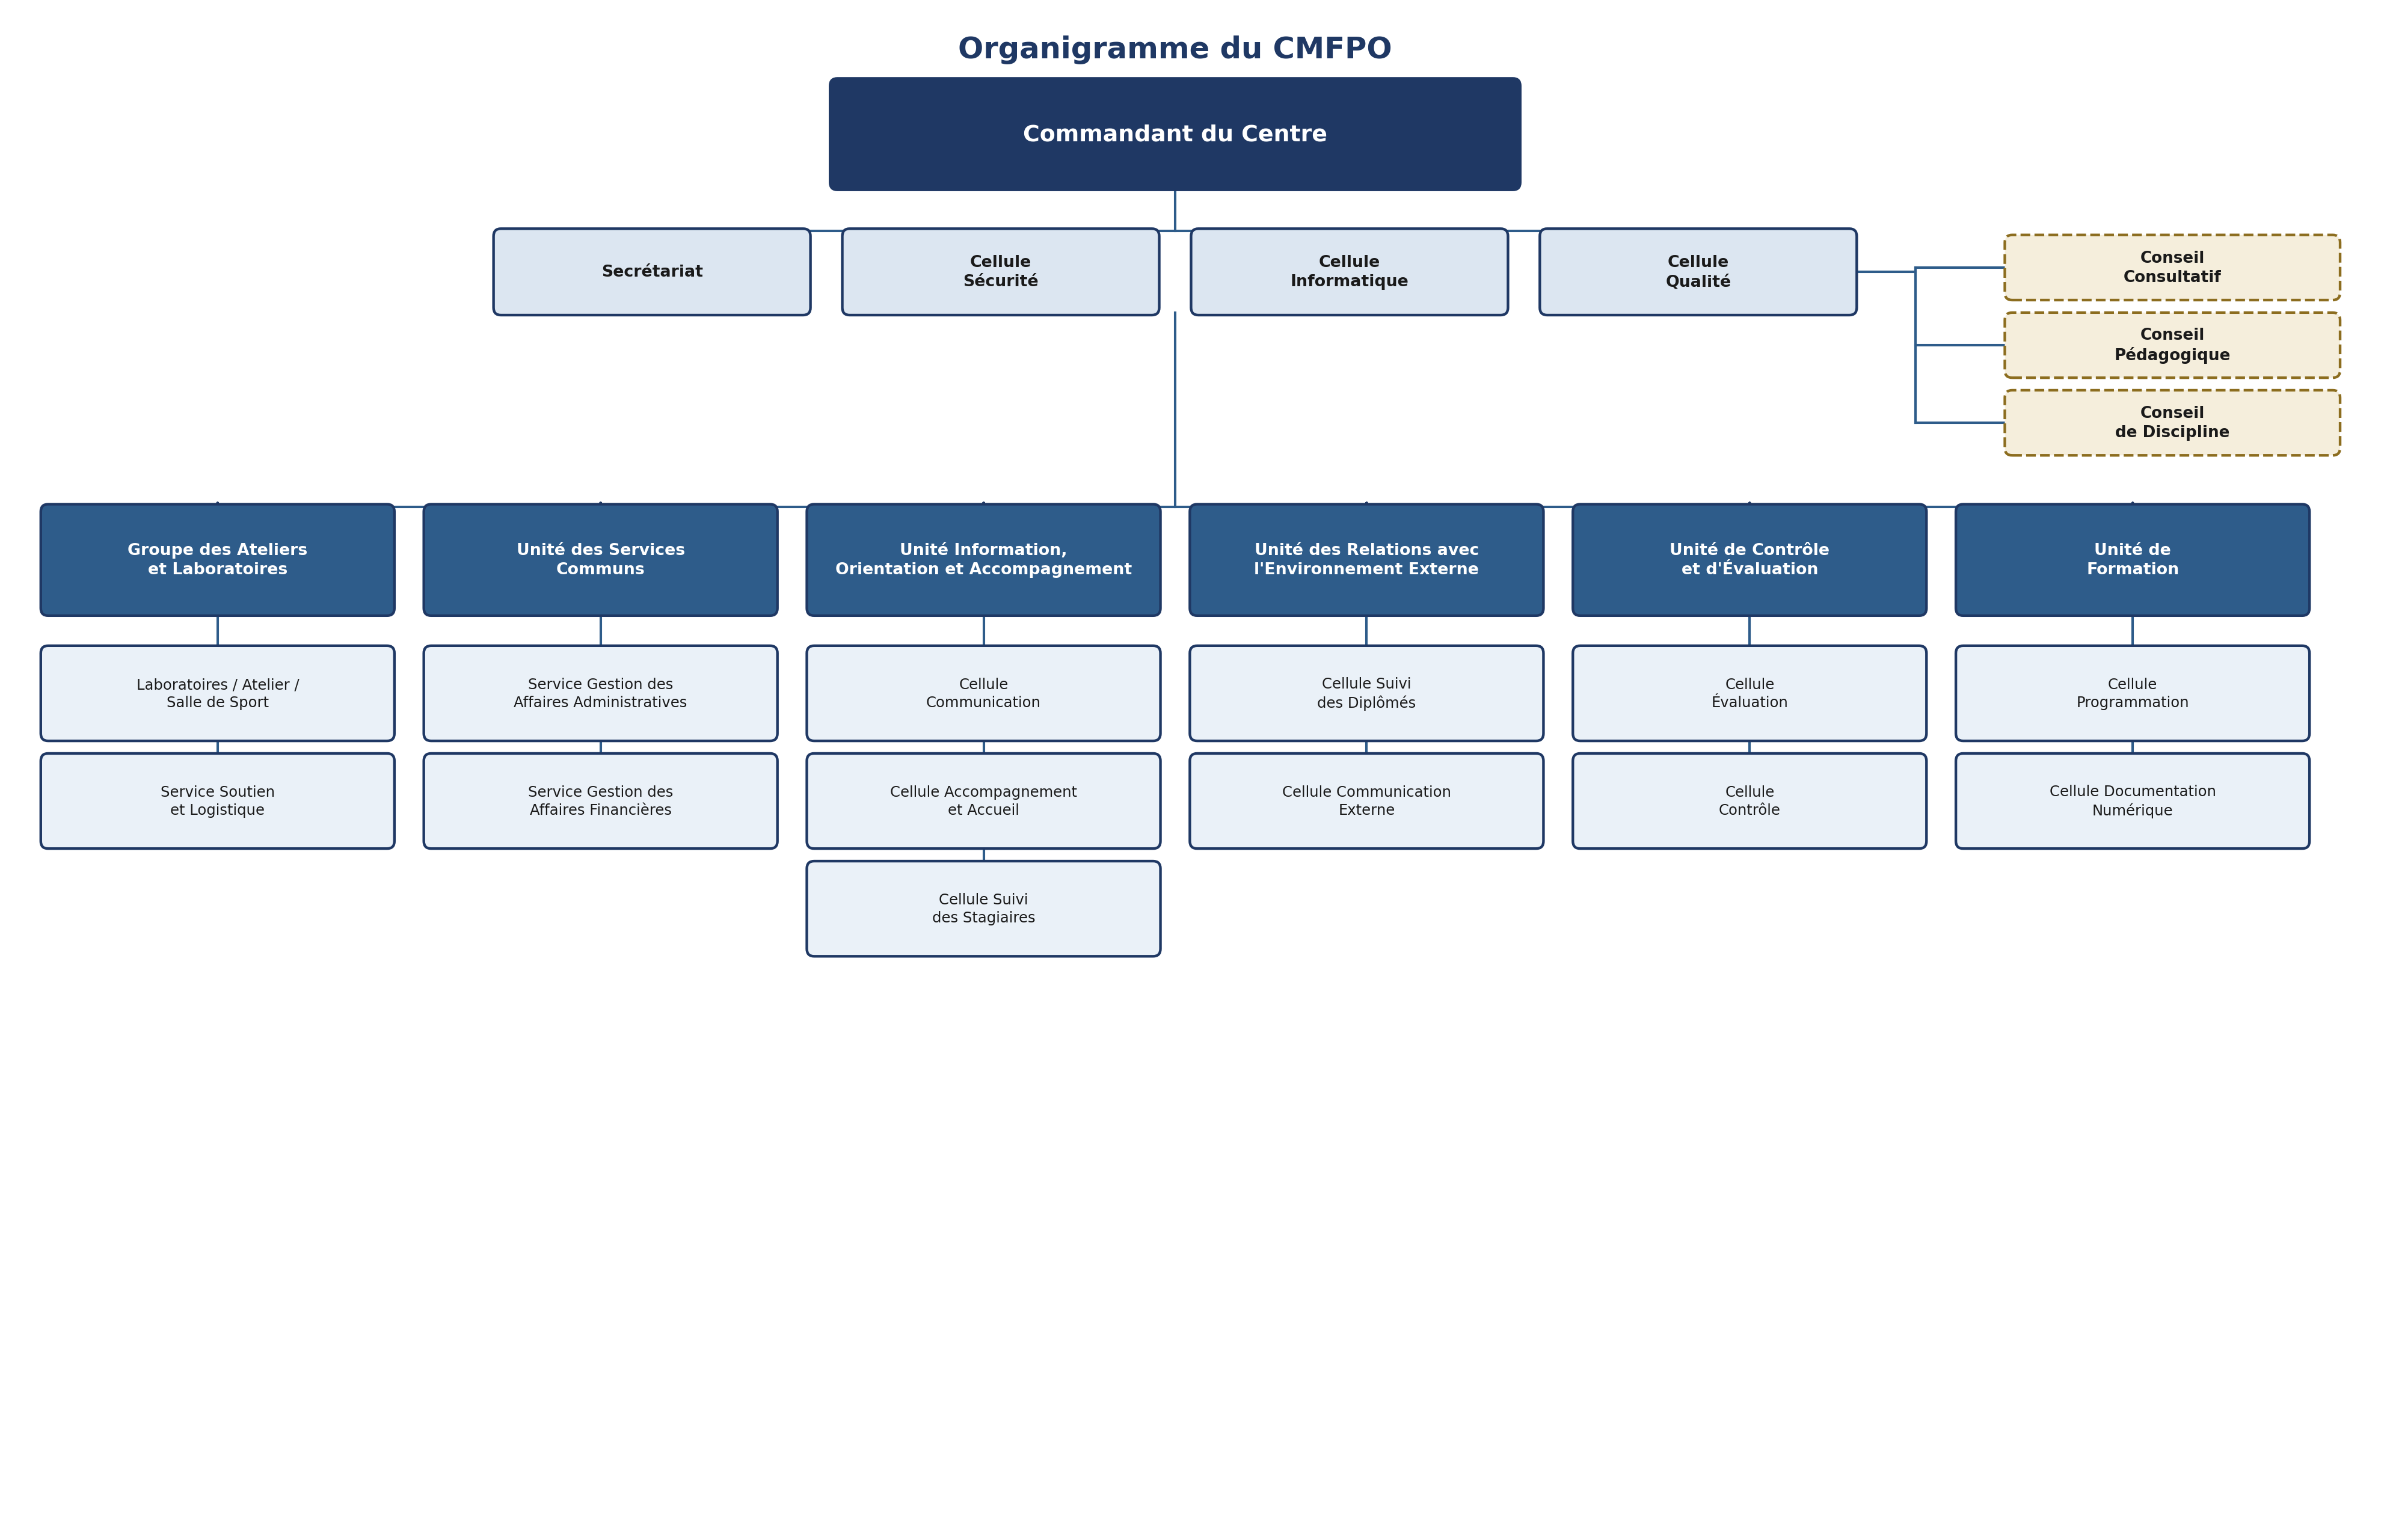 Organigramme du CMFPO
Commandant du Centre
Secrétariat
Cellule
Sécurité
Cellule
Informatique
Cellule
Qualité
Conseil
Consultatif
Conseil
Pédagogique
Conseil
de Discipline
Groupe des Ateliers
et Laboratoires
Unité des Services
Communs
Unité Information,
Orientation et Accompagnement
Unité des Relations avec
l'Environnement Externe
Unité de Contrôle
et d'Évaluation
Unité de
Formation
Laboratoires / Atelier /
Salle de Sport
Service Gestion des
Affaires Administratives
Cellule
Communication
Cellule Suivi
des Diplômés
Cellule
Évaluation
Cellule
Programmation
Service Soutien
et Logistique
Service Gestion des
Affaires Financières
Cellule Accompagnement
et Accueil
Cellule Communication
Externe
Cellule
Contrôle
Cellule Documentation
Numérique
Cellule Suivi
des Stagiaires